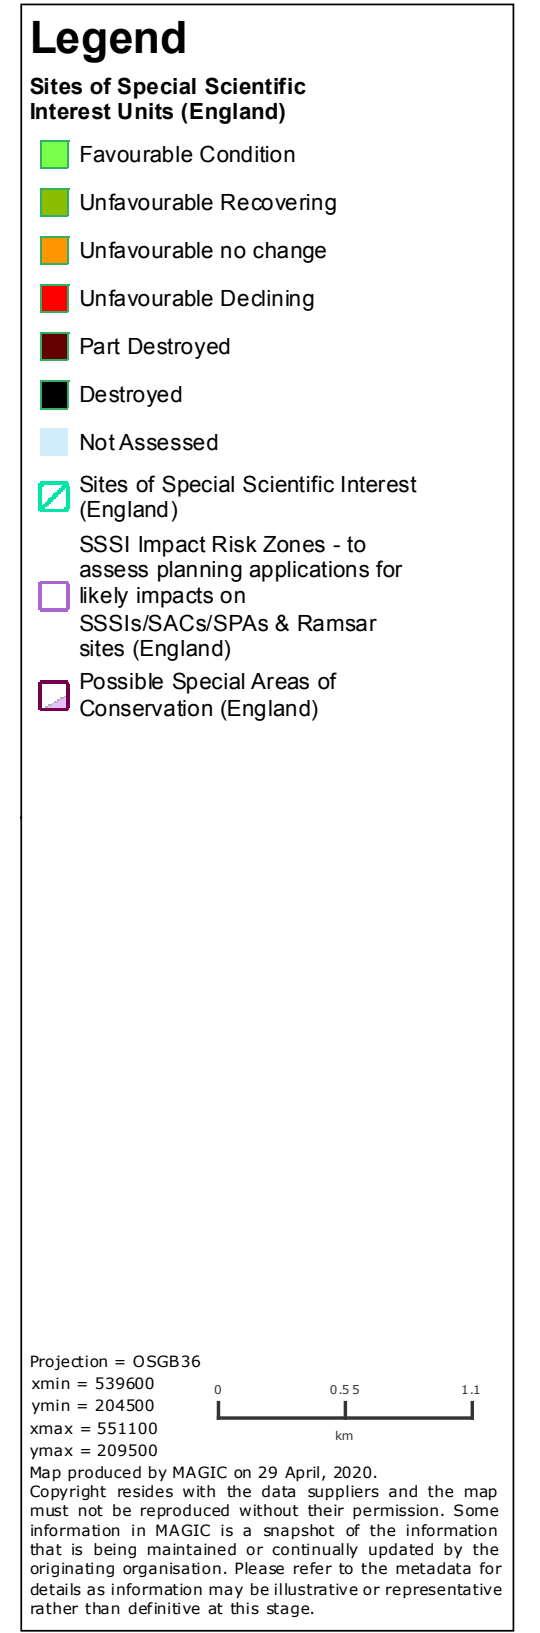 Legend
Sites of Special Scientific
Interest Units (England)
Favourable Condition
Unfavourable Recovering
Unfavourable no change
Unfavourable Declining
Part Destroyed
Destroyed
Not Assessed
Sites of Special Scientific Interest
(England)
SSSI Impact Risk Zones - to
assess planning applications for
likely impacts on
SSSIs/SACs/SPAs & Ramsar
sites (England)
Possible Special Areas of
Conservation (England)
Projection = OSGB36
xmin = 539600
ymin = 204500
xmax = 551100
ymax = 209500
0 0.55 1.1
km
Map produced by MAGIC on 29 April, 2020.
Copyright resides with the data suppliers and the map
must not be reproduced without their permission. Some
information in MAGIC is a snapshot of the information
that is being maintained or continually updated by the
originating organisation. Please refer to the metadata for
details as information may be illustrative or representative
rather than definitive at this stage.